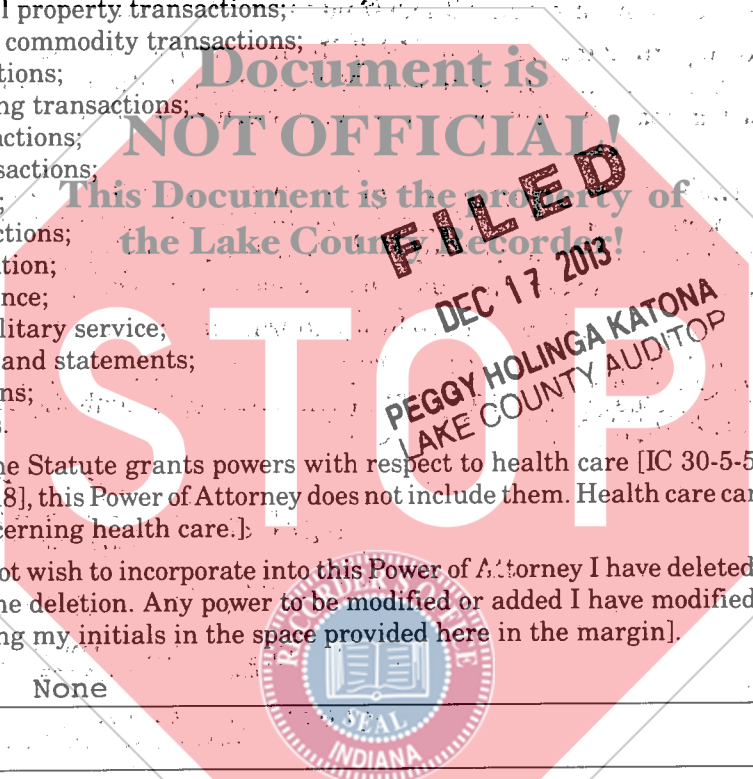 l property transactions;
commodity transactions;
tions;
ng transactions;
actions;
sactions;
;
ctions;
tion;
nce;
litary service;
and statements;
ns;
s.
Document is
NOT OFFICIAL!
This Document is the property of
the Lake County Recorder!
STOP
FILED
DEC 17 2013
PEGGY HOLINGA KATONA
LAKE COUNTY AUDITOR
ne Statute grants powers with respect to health care [IC 30-5-5
8], this Power of Attorney does not include them. Health care can
cerning health care.]
ot wish to incorporate into this Power of Attorney I have deleted
ne deletion. Any power to be modified or added I have modified
ng my initials in the space provided here in the margin].
None
RECORDER'S OFFICE
SEAL
INDIANA